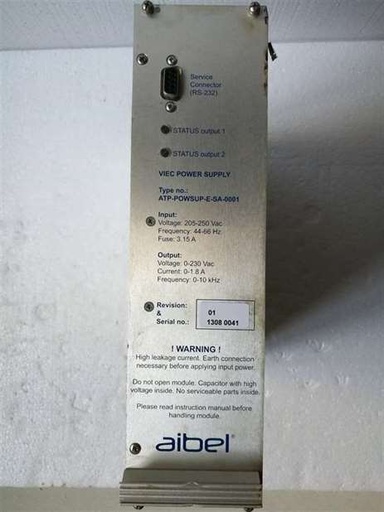 Service
Connector
(RS-232)
STATUS output 1
STATUS output 2
VIEC POWER SUPPLY
Type no.:
ATP-POWSUP-E-SA-0001
Input:
Voltage: 205-250 Vac
Frequency: 44-66 Hz
Fuse: 3.15 A
Output:
Voltage: 0-230 Vac
Current: 0-1.8 A
Frequency: 0-10 kHz
Revision: 01
&
Serial no.: 1308 0041
! WARNING !
High leakage current. Earth connection
necessary before applying input power.
Do not open module. Capacitor with high
voltage inside. No serviceable parts inside.
Please read instruction manual before
handling module.
aibel